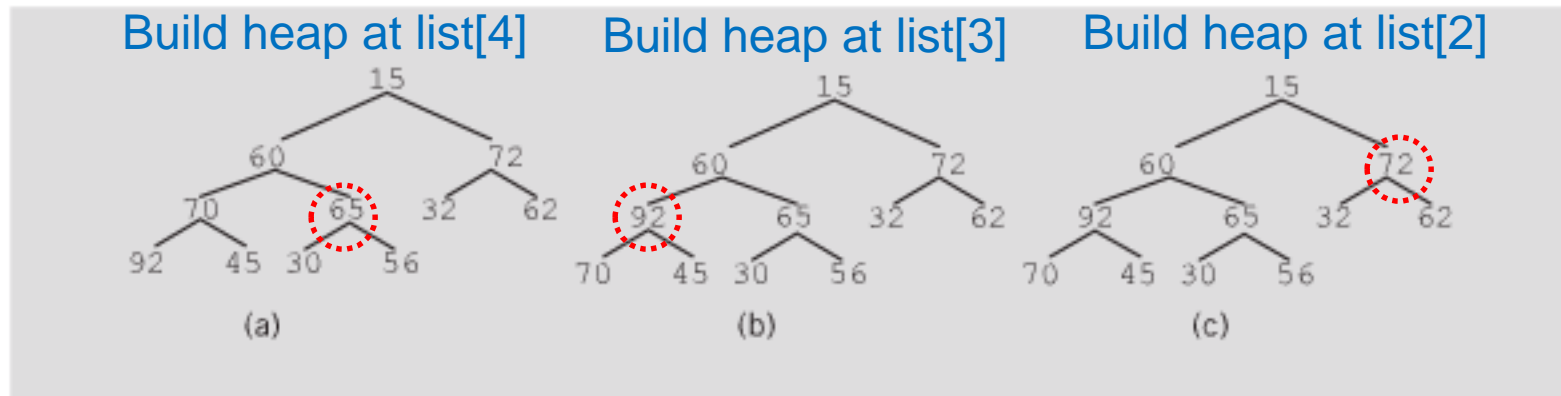 Build heap at list[4] Build heap at list[3] Build heap at list[2]
15 15 15
60 72 60 72 60 72
70 65 32 62 92 65 32 62 92 65 32 62
92 45 30 56 70 45 30 56 70 45 30 56
(a) (b) (c)